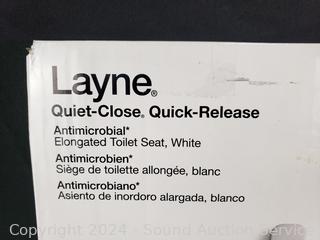 Layne®
Quiet-Close® Quick-Release
Antimicrobial*
Elongated Toilet Seat, White
Antimicrobien*
Siège de toilette allongée, blanc
Antimicrobiano*
Asiento de inordoro alargada, blanco
Copyright 2024 - Sound Auction Service